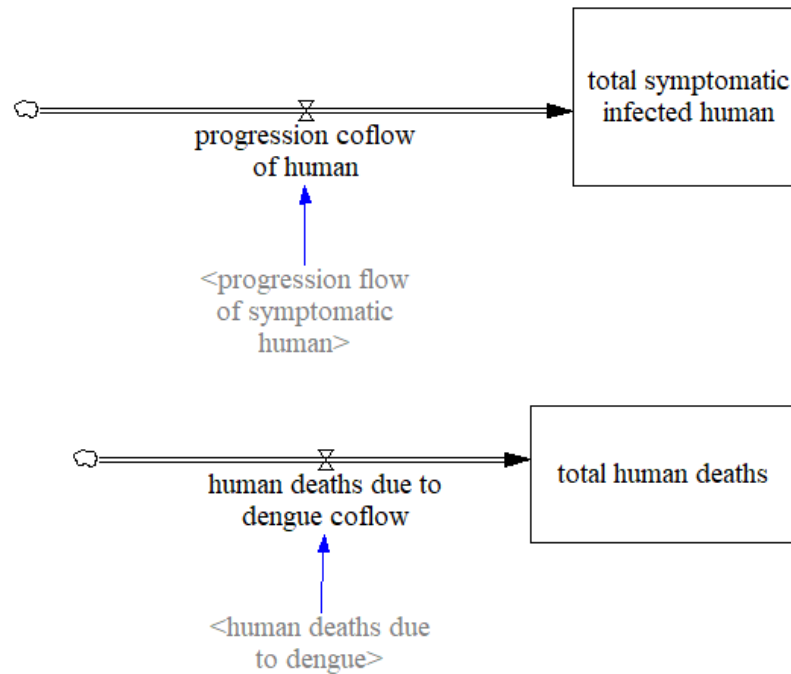 total symptomatic
infected human
progression coflow
of human
<progression flow
of symptomatic
human>
human deaths due to
dengue coflow
total human deaths
<human deaths due
to dengue>